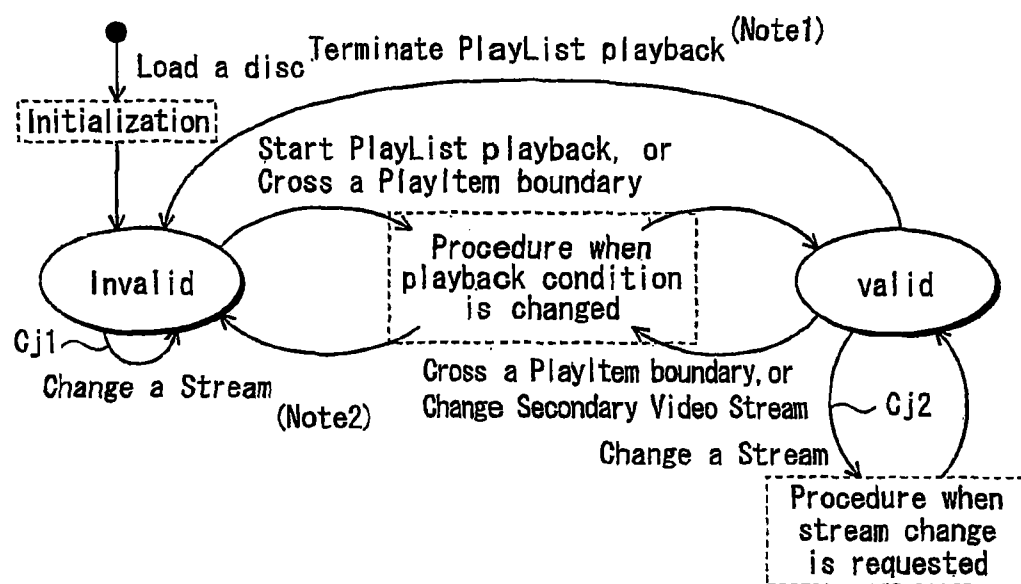 Load a disc
Terminate PlayList playback (Note1)
Initialization
Start PlayList playback, or
Cross a PlayItem boundary
Invalid
Procedure when
playback condition
is changed
valid
Cj1
Change a Stream
(Note2)
Cross a PlayItem boundary, or
Change Secondary Video Stream
Cj2
Change a Stream
Procedure when
stream change
is requested